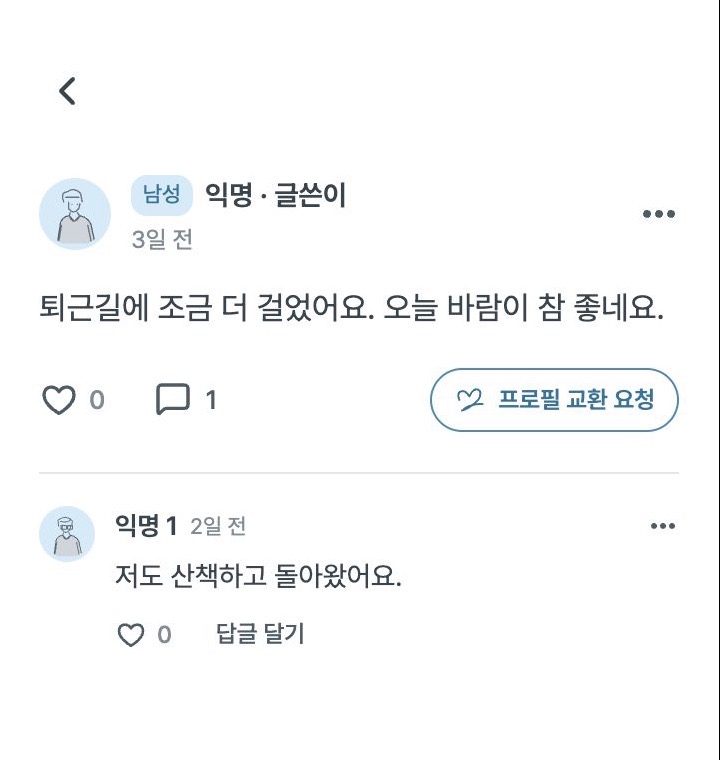 남성 익명 · 글쓴이
3일 전
퇴근길에 조금 더 걸었어요. 오늘 바람이 참 좋네요.
0 1 프로필 교환 요청
익명 1 2일 전
저도 산책하고 돌아왔어요.
0 답글 달기